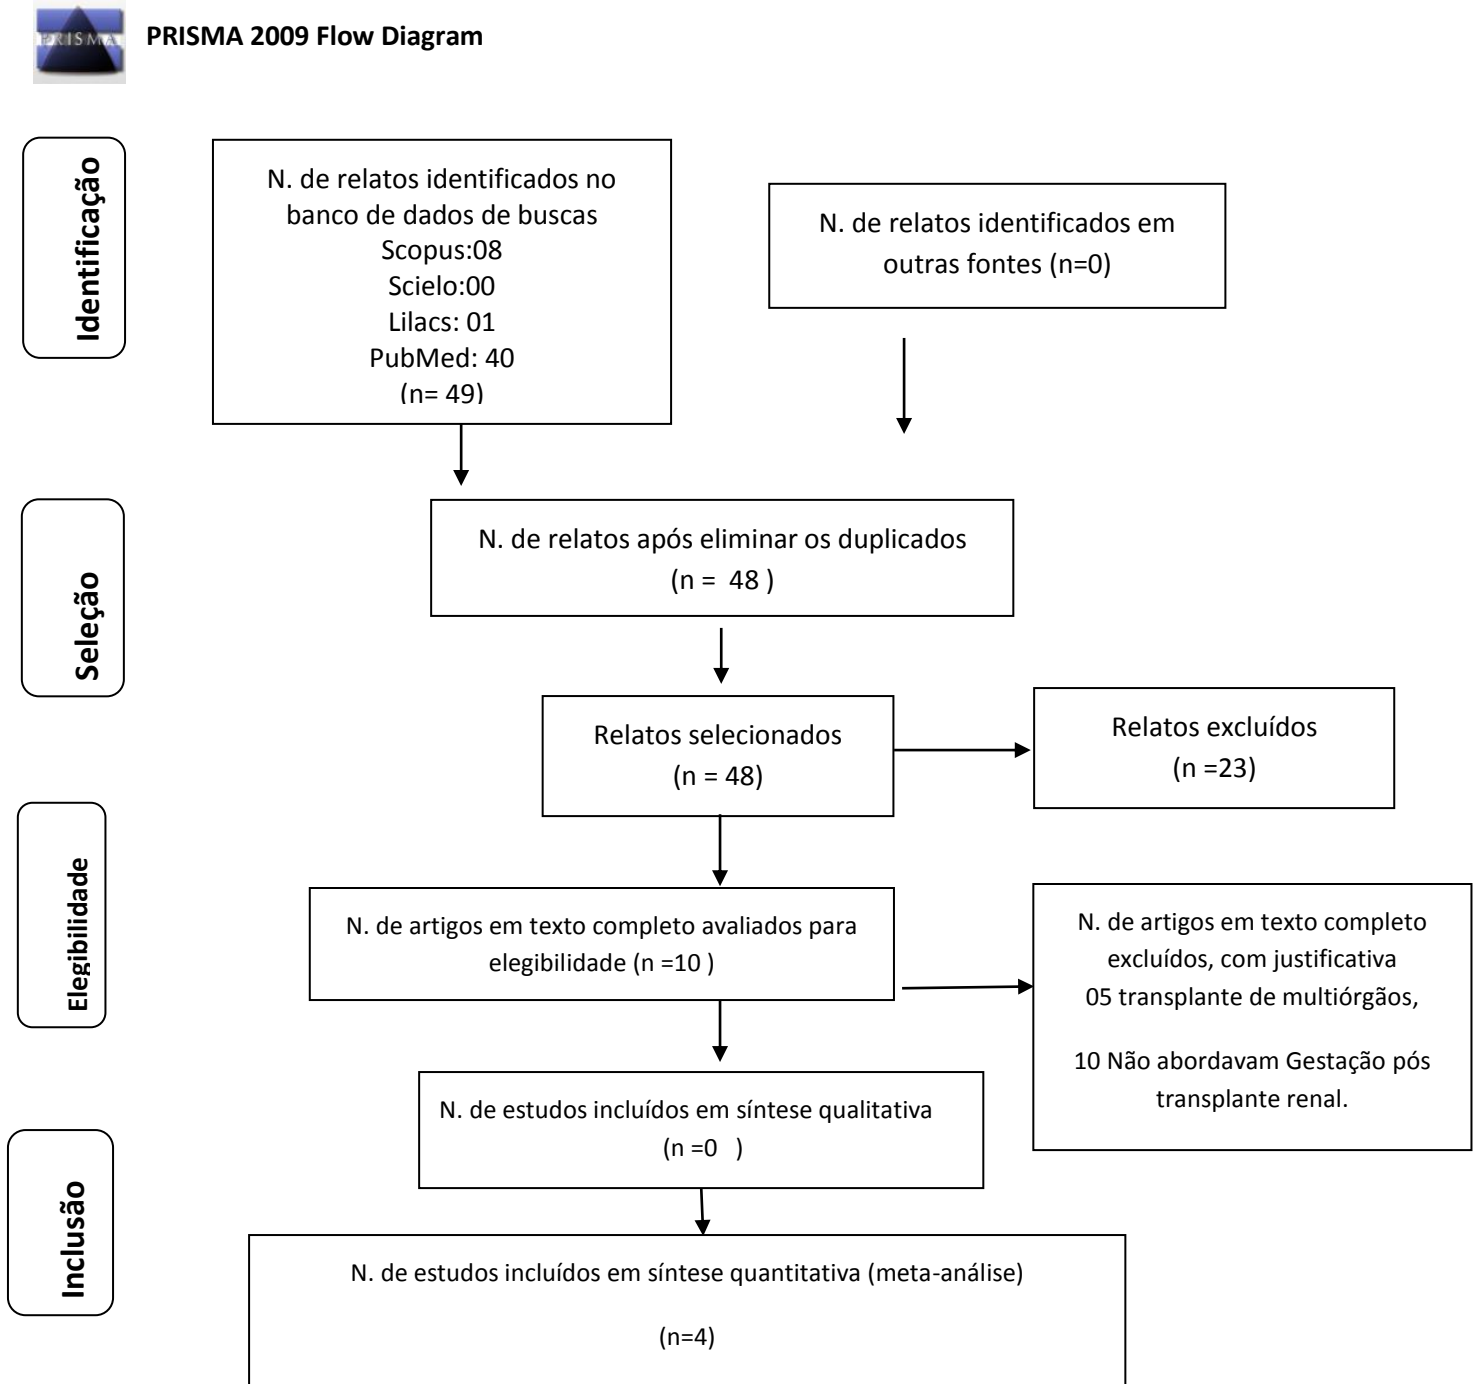 PRISMA
PRISMA 2009 Flow Diagram
Identificação
N. de relatos identificados no
banco de dados de buscas
Scopus:08
Scielo:00
Lilacs: 01
PubMed: 40
(n= 49)
N. de relatos identificados em
outras fontes (n=0)
Seleção
N. de relatos após eliminar os duplicados
(n = 48 )
Relatos selecionados
(n = 48)
Relatos excluídos
(n =23)
Elegibilidade
N. de artigos em texto completo avaliados para
elegibilidade (n =10 )
N. de artigos em texto completo
excluídos, com justificativa
05 transplante de multiórgãos,
10 Não abordavam Gestação pós
transplante renal.
N. de estudos incluídos em síntese qualitativa
(n =0 )
Inclusão
N. de estudos incluídos em síntese quantitativa (meta-análise)
(n=4)